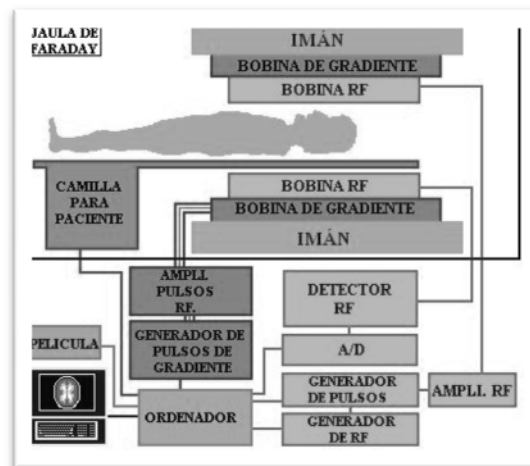 JAULA DE
FARADAY
IMÁN
BOBINA DE GRADIENTE
BOBINA RF
CAMILLA
PARA
PACIENTE
BOBINA RF
BOBINA DE GRADIENTE
IMÁN
AMPLI.
PULSOS
RF.
GENERADOR DE
PULSOS DE
GRADIENTE
DETECTOR
RF
A/D
PELICULA
ORDENADOR
GENERADOR
DE PULSOS
AMPLI. RF
GENERADOR
DE RF